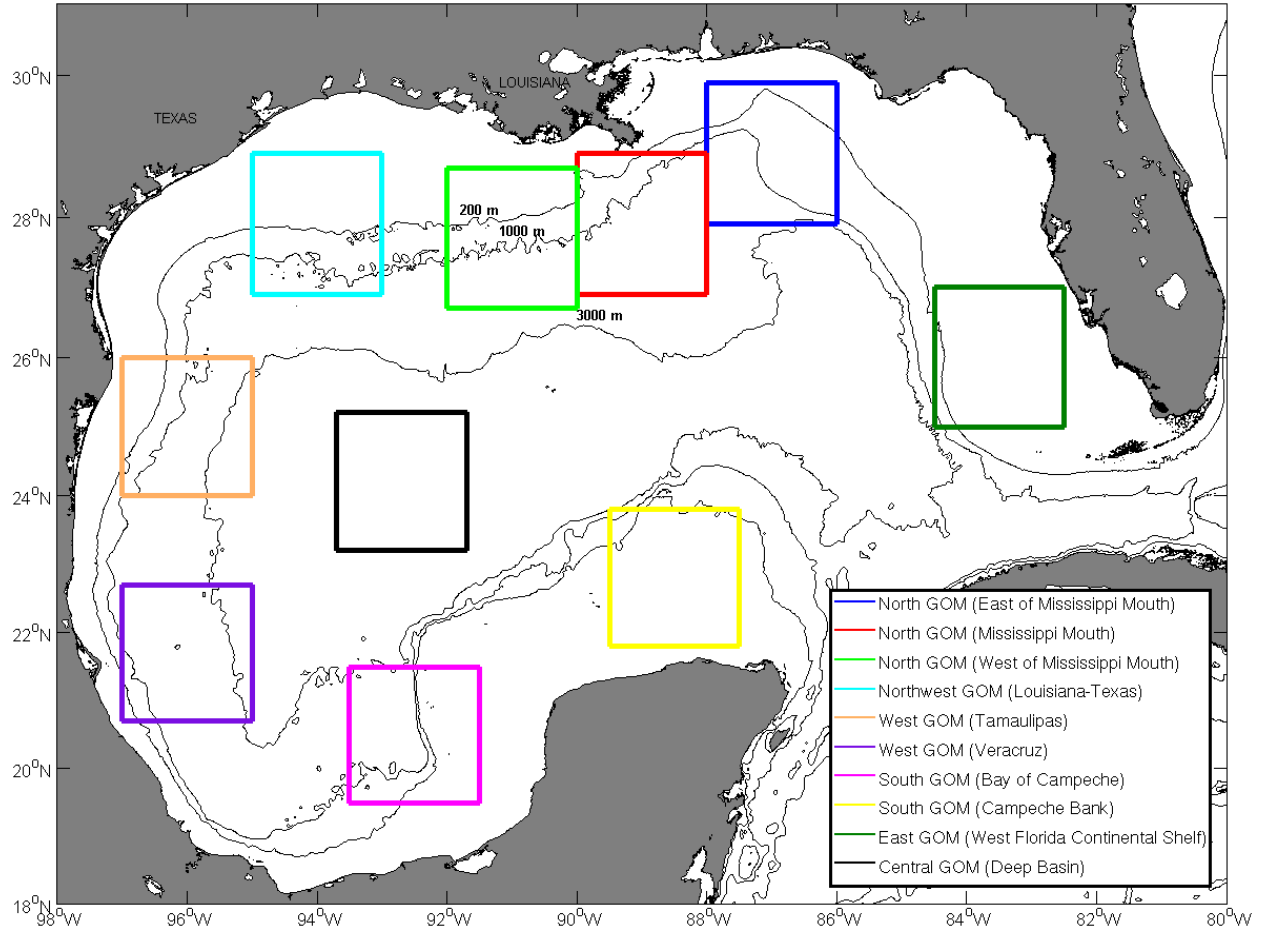 30°N
LOUISIANA
TEXAS
28°N
200 m
1000 m
3000 m
26°N
24°N
22°N
20°N
18°N
North GOM (East of Mississippi Mouth)
North GOM (Mississippi Mouth)
North GOM (West of Mississippi Mouth)
Northwest GOM (Louisiana-Texas)
West GOM (Tamaulipas)
West GOM (Veracruz)
South GOM (Bay of Campeche)
South GOM (Campeche Bank)
East GOM (West Florida Continental Shelf)
Central GOM (Deep Basin)
98°W 96°W 94°W 92°W 90°W 88°W 86°W 84°W 82°W 80°W